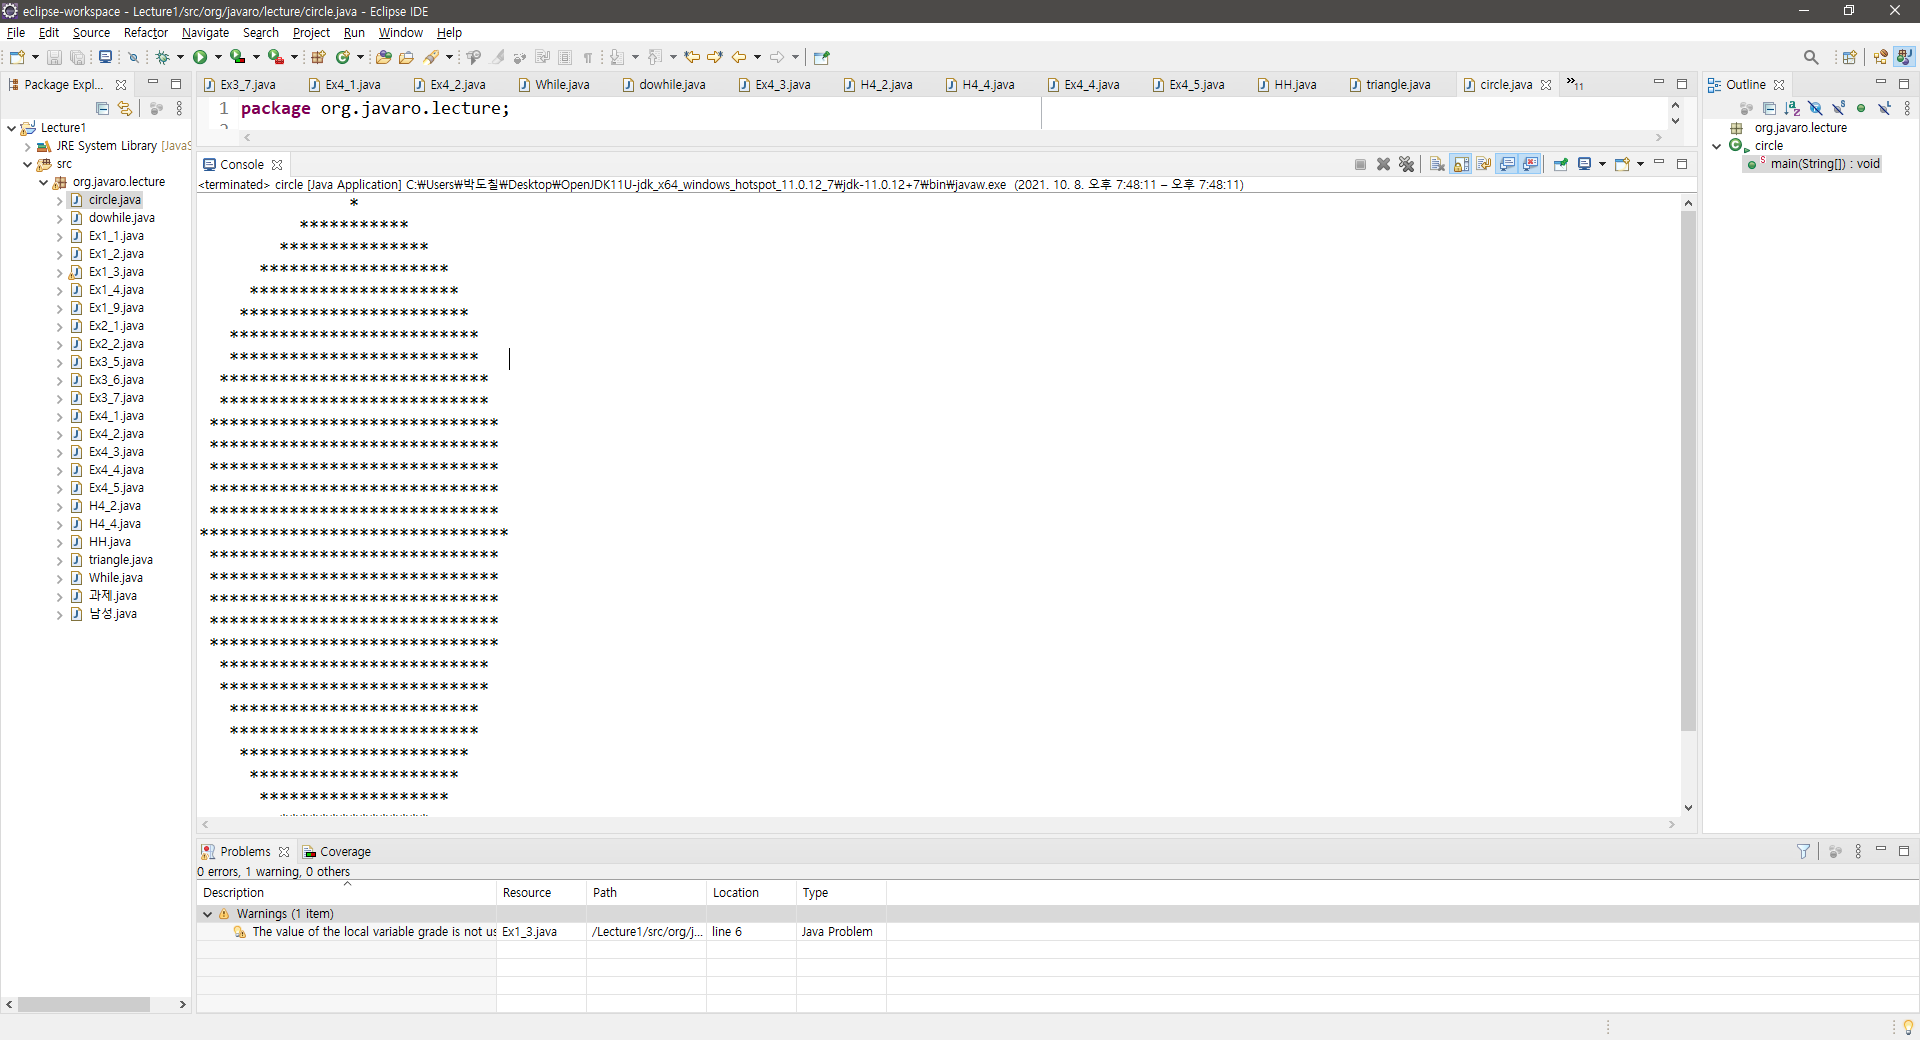 eclipse-workspace - Lecture1/src/org/javaro/lecture/circle.java - Eclipse IDE
File Edit Source Refactor Navigate Search Project Run Window Help
Package Expl...
Ex3_7.java Ex4_1.java Ex4_2.java While.java dowhile.java Ex4_3.java H4_2.java H4_4.java Ex4_4.java Ex4_5.java HH.java triangle.java circle.java »11
Outline
1 package org.javaro.lecture;
Lecture1
JRE System Library [JavaS
src
org.javaro.lecture
circle.java
dowhile.java
Ex1_1.java
Ex1_2.java
Ex1_3.java
Ex1_4.java
Ex1_9.java
Ex2_1.java
Ex2_2.java
Ex3_5.java
Ex3_6.java
Ex3_7.java
Ex4_1.java
Ex4_2.java
Ex4_3.java
Ex4_4.java
Ex4_5.java
H4_2.java
H4_4.java
HH.java
triangle.java
While.java
과제.java
남성.java
Console
<terminated> circle [Java Application] C:₩Users₩박도칠₩Desktop₩OpenJDK11U-jdk_x64_windows_hotspot_11.0.12_7₩jdk-11.0.12+7₩bin₩javaw.exe (2021. 10. 8. 오후 7:48:11 – 오후 7:48:11)
               *
          ***********
        ***************
      *******************
     *********************
    ***********************
   *************************
   *************************
  ***************************
  ***************************
 *****************************
 *****************************
 *****************************
 *****************************
 *****************************
*******************************
 *****************************
 *****************************
 *****************************
 *****************************
 *****************************
  ***************************
  ***************************
   *************************
   *************************
    ***********************
     *********************
      *******************
        ***************
org.javaro.lecture
circle
main(String[]) : void
Problems Coverage
0 errors, 1 warning, 0 others
Description Resource Path Location Type
Warnings (1 item)
The value of the local variable grade is not us Ex1_3.java /Lecture1/src/org/j... line 6 Java Problem